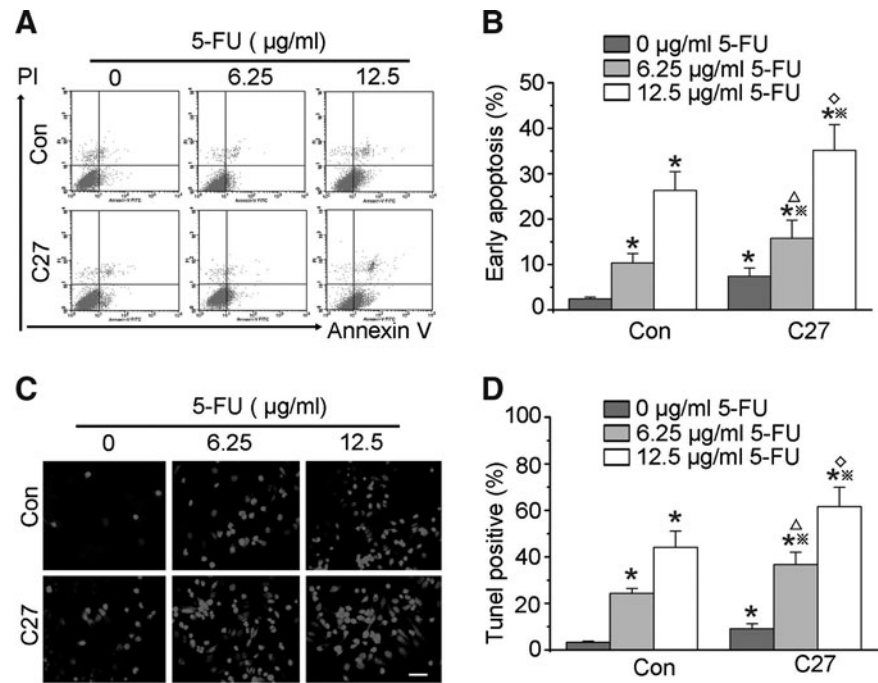 A
5-FU ( μg/ml)
PI 0 6.25 12.5
Con
C27
Annexin V
B
0 μg/ml 5-FU
6.25 μg/ml 5-FU
12.5 μg/ml 5-FU
Early apoptosis (%)
50
40
30
20
10
0
*
*
*
△
*※
◇
*※
Con C27
C
5-FU ( μg/ml)
0 6.25 12.5
Con
C27
D
0 μg/ml 5-FU
6.25 μg/ml 5-FU
12.5 μg/ml 5-FU
Tunel positive (%)
100
80
60
40
20
0
*
*
*
△
*※
◇
*※
Con C27